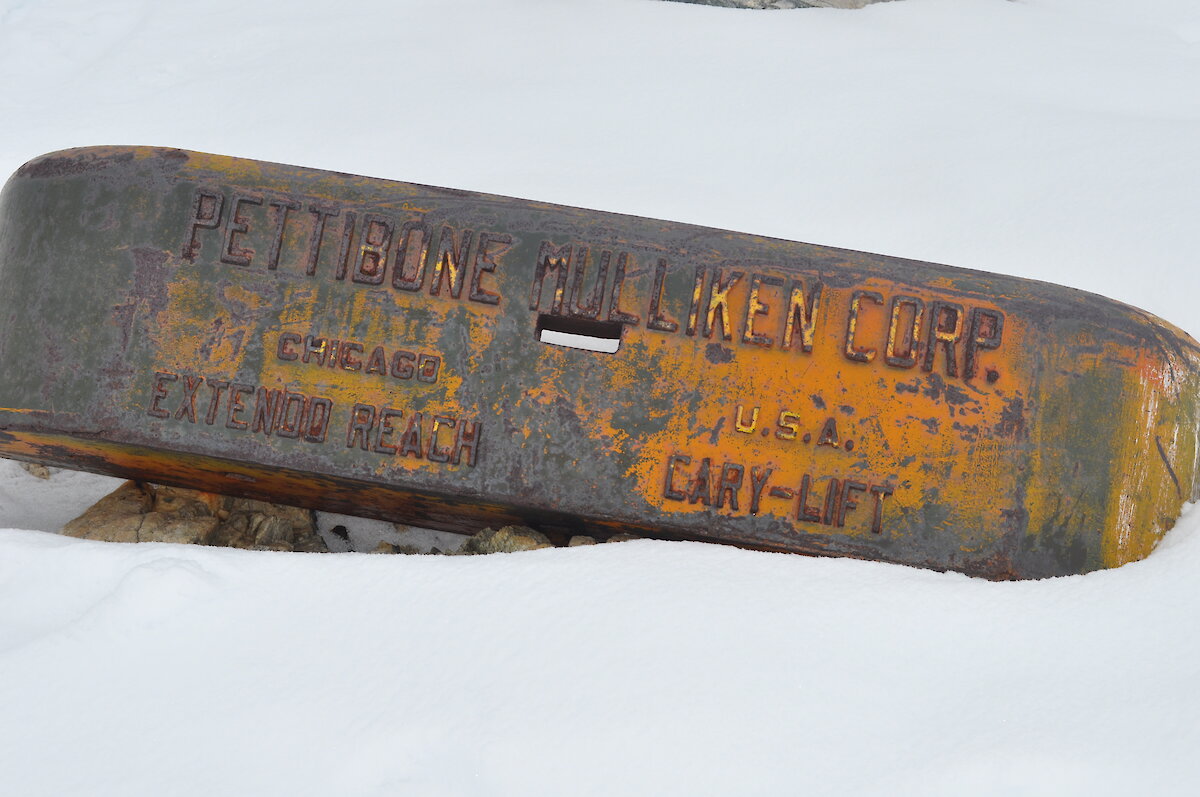 PETTIBONE MULLIKEN CORP.
CHICAGO U.S.A.
EXTENDO REACH CARY-LIFT